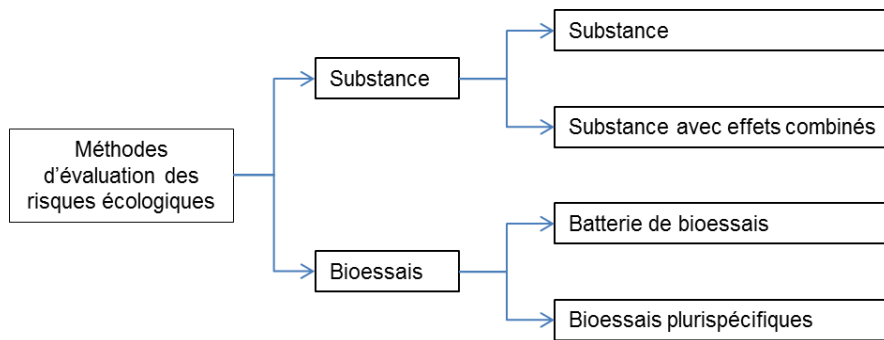 Méthodes
d'évaluation des
risques écologiques
Substance
Substance
Substance avec effets combinés
Bioessais
Batterie de bioessais
Bioessais plurispécifiques